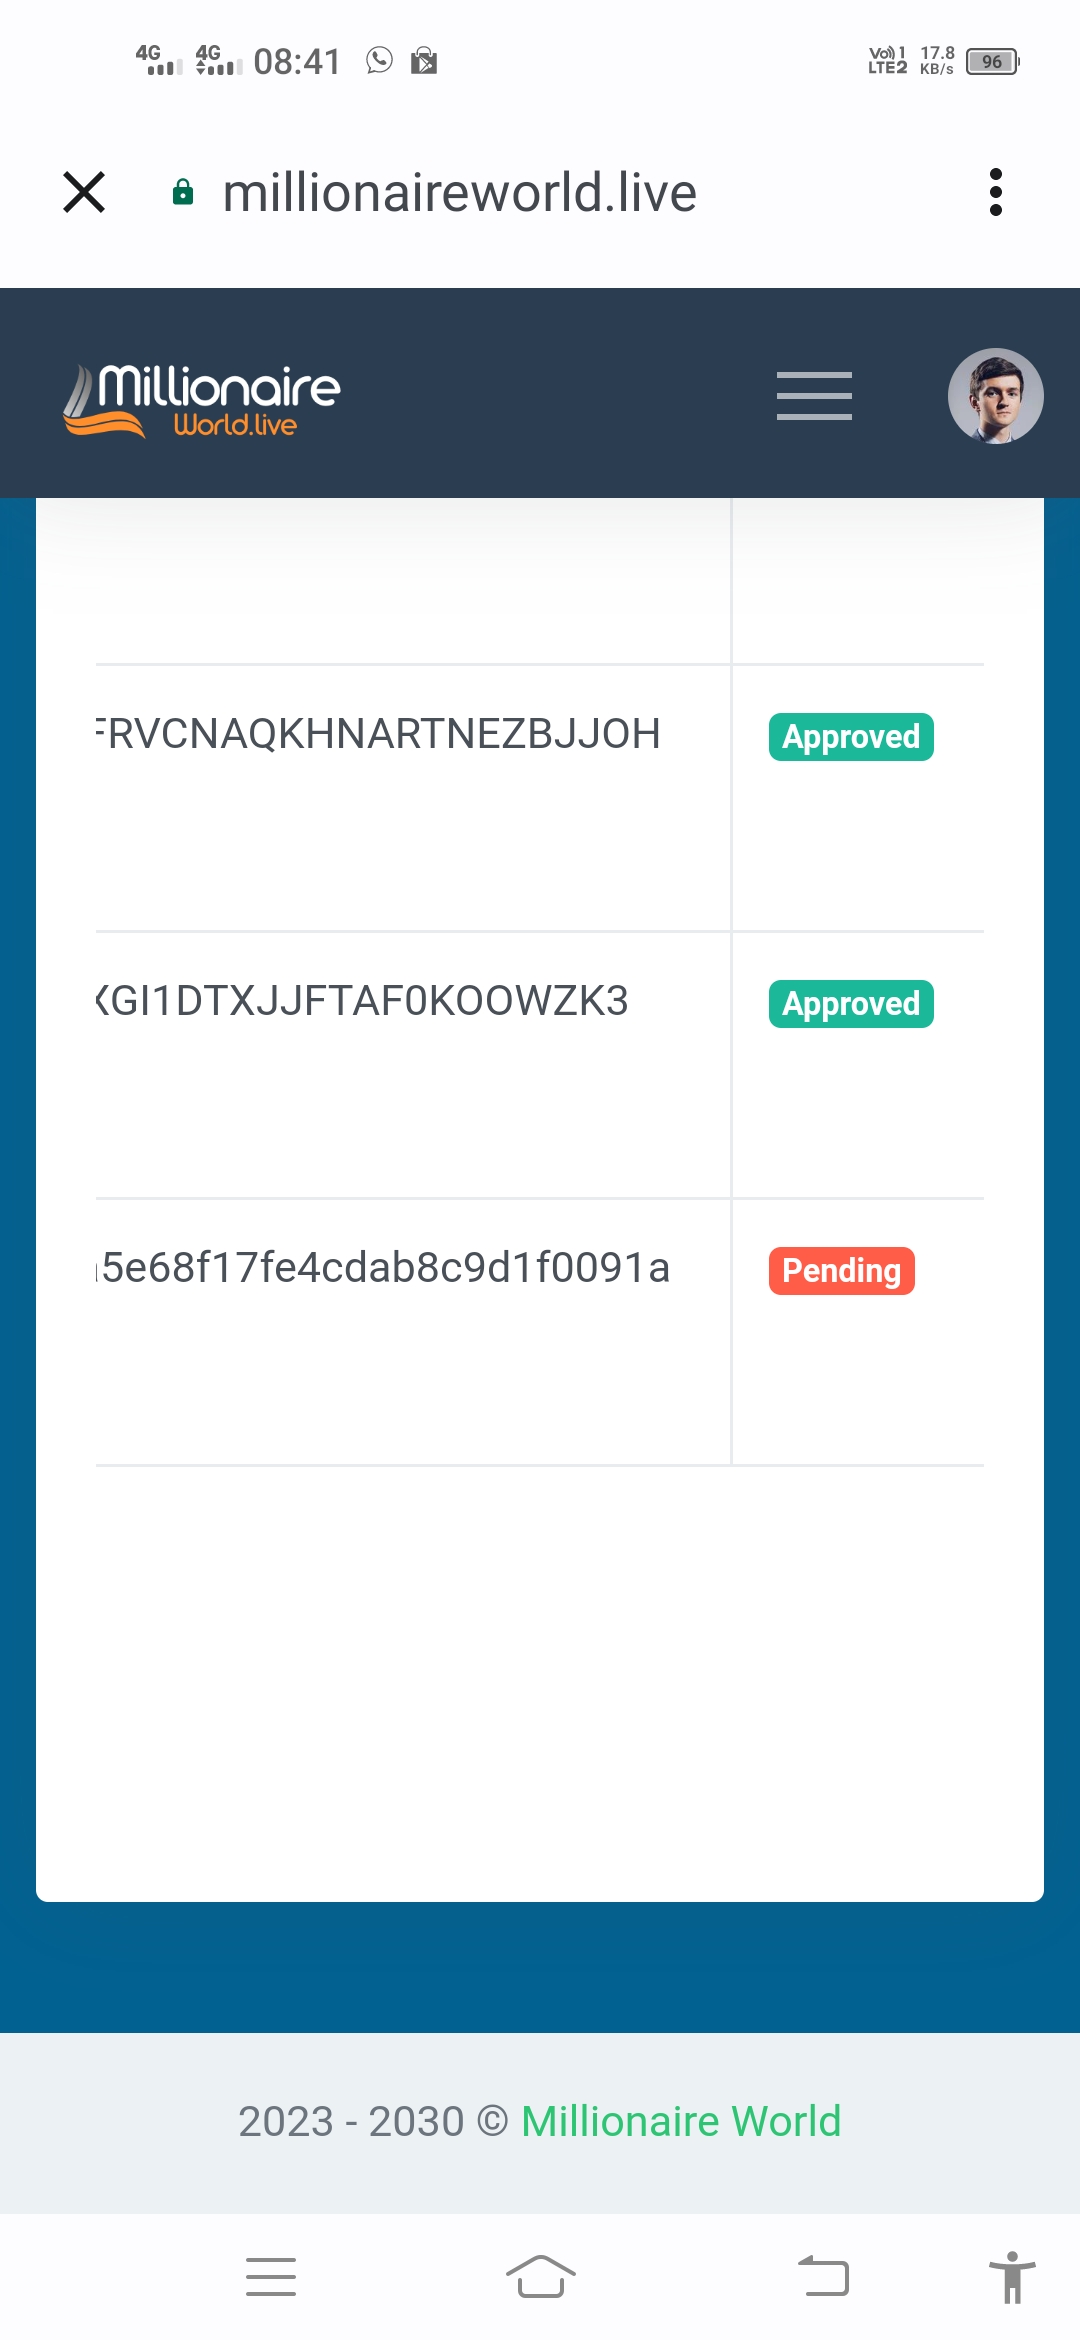 4G 4G 08:41 Vo)) 1 LTE2 17.8 KB/s 96
millionaireworld.live
Millionaire
World.live
FRVCNAQKHNARTNEZBJJOH Approved
XGI1DTXJJFTAF0KOOWZK3 Approved
5e68f17fe4cdab8c9d1f0091a Pending
2023 - 2030 © Millionaire World